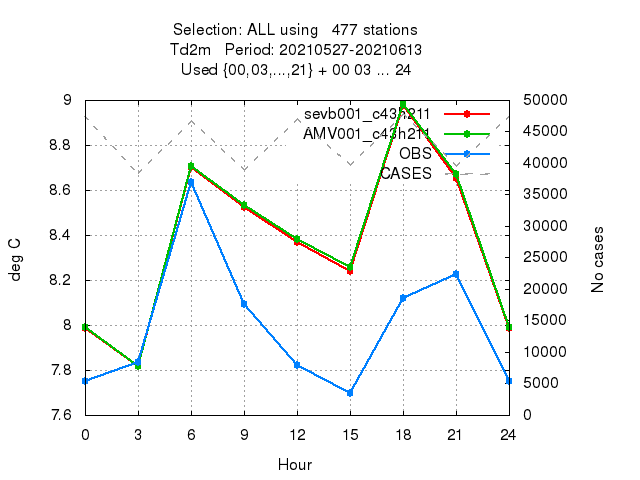 Selection: ALL using   477 stations
Td2m   Period: 20210527-20210613
Used {00,03,...,21} + 00 03 ... 24
sevb001_c43h211
AMV001_c43h211
OBS
CASES
9
8.8
8.6
8.4
8.2
8
7.8
7.6
50000
45000
40000
35000
30000
25000
20000
15000
10000
5000
0
deg C
No cases
0 3 6 9 12 15 18 21 24
Hour